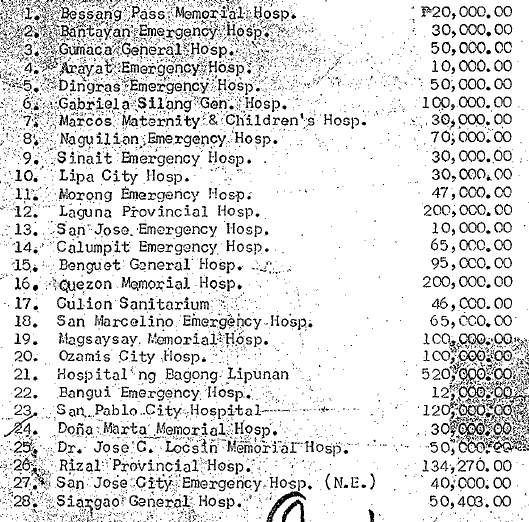 1. Bessang Pass Memorial Hosp. ₱20,000.00
2. Bantayan Emergency Hosp. 30,000.00
3. Gumaca General Hosp. 50,000.00
4. Arayat Emergency Hosp. 10,000.00
5. Dingras Emergency Hosp. 50,000.00
6. Gabriela Silang Gen. Hosp. 100,000.00
7. Marcos Maternity & Children's Hosp. 30,000.00
8. Naguilian Emergency Hosp. 70,000.00
9. Sinait Emergency Hosp. 30,000.00
10. Lipa City Hosp. 30,000.00
11. Morong Emergency Hosp. 47,000.00
12. Laguna Provincial Hosp. 200,000.00
13. San Jose Emergency Hosp. 10,000.00
14. Calumpit Emergency Hosp. 65,000.00
15. Benguet General Hosp. 95,000.00
16. Quezon Memorial Hosp. 200,000.00
17. Culion Sanitarium 46,000.00
18. San Marcelino Emergency Hosp. 65,000.00
19. Magsaysay Memorial Hosp. 100,000.00
20. Ozamis City Hosp. 100,000.00
21. Hospital ng Bagong Lipunan 520,000.00
22. Bangui Emergency Hosp. 12,000.00
23. San Pablo City Hospital 120,000.00
24. Doña Marta Memorial Hosp. 30,000.00
25. Dr. Jose C. Locsin Memorial Hosp. 50,000.00
26. Rizal Provincial Hosp. 134,270.00
27. San Jose City Emergency Hosp. (N.E.) 40,000.00
28. Siargao General Hosp. 50,403.00